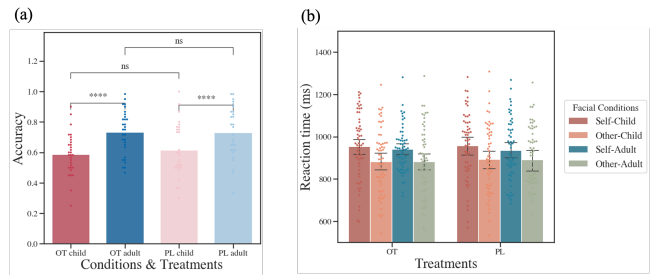 (a)
ns
ns
****
****
Accuracy
1.2
1.0
0.8
0.6
0.4
0.2
0.0
OT child
OT adult
PL child
PL adult
Conditions & Treatments
(b)
Reaction time (ms)
1400
1200
1000
800
600
OT
PL
Treatments
Facial Conditions
Self-Child
Other-Child
Self-Adult
Other-Adult